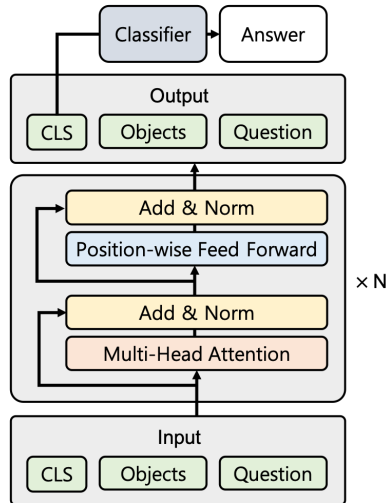 Classifier Answer
Output
CLS Objects Question
Add & Norm
Position-wise Feed Forward
× N
Add & Norm
Multi-Head Attention
Input
CLS Objects Question